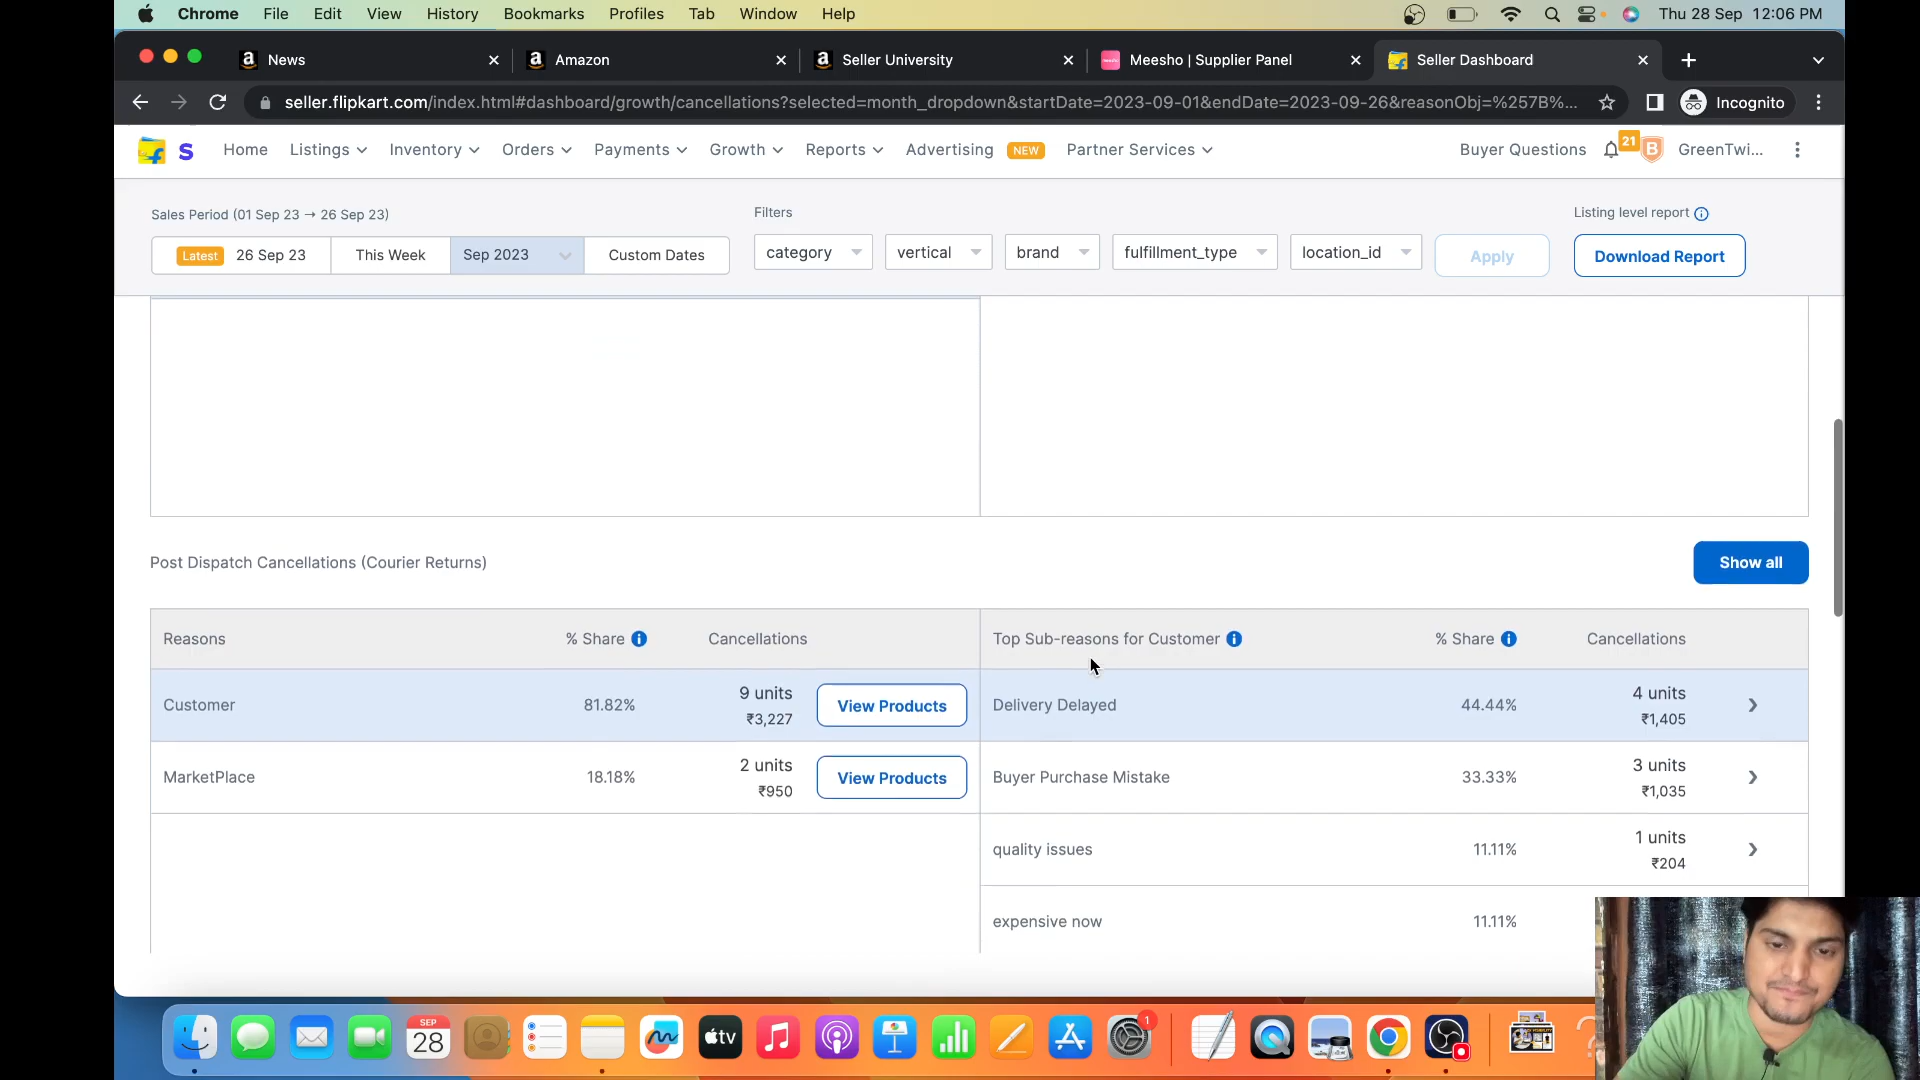 Chrome File Edit View History Bookmarks Profiles Tab Window Help Thu 28 Sep 12:06 PM
News Amazon Seller University Meesho | Supplier Panel Seller Dashboard
seller.flipkart.com/index.html#dashboard/growth/cancellations?selected=month_dropdown&startDate=2023-09-01&endDate=2023-09-26&reasonObj=%257B%... Incognito
Home Listings Inventory Orders Payments Growth Reports Advertising NEW Partner Services Buyer Questions 21 B GreenTwi...
Sales Period (01 Sep 23 → 26 Sep 23) Filters Listing level report
Latest 26 Sep 23 This Week Sep 2023 Custom Dates category vertical brand fulfillment_type location_id Apply Download Report
Post Dispatch Cancellations (Courier Returns) Show all
Reasons % Share Cancellations Top Sub-reasons for Customer % Share Cancellations
Customer 81.82% 9 units ₹3,227 View Products Delivery Delayed 44.44% 4 units ₹1,405
MarketPlace 18.18% 2 units ₹950 View Products Buyer Purchase Mistake 33.33% 3 units ₹1,035
quality issues 11.11% 1 units ₹204
expensive now 11.11%
SEP 28 tv 1